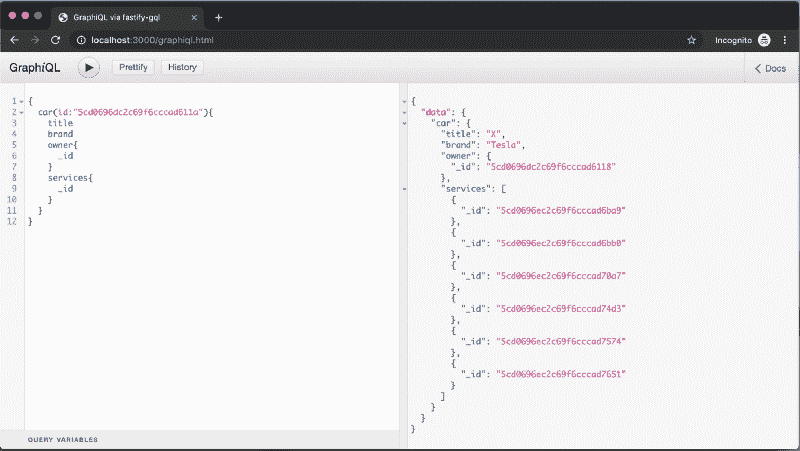 GraphiQL via fastify-gql
localhost:3000/graphiql.html
Incognito
GraphiQL
Prettify
History
Docs
1 {
2 car(id:"5cd0696dc2c69f6cccad611a"){
3 title
4 brand
5 owner{
6 _id
7 }
8 services{
9 _id
10 }
11 }
12 }
QUERY VARIABLES
{
"data": {
"car": {
"title": "X",
"brand": "Tesla",
"owner": {
"_id": "5cd0696dc2c69f6cccad6118"
},
"services": [
{
"_id": "5cd0696ec2c69f6cccad6ba9"
},
{
"_id": "5cd0696ec2c69f6cccad6bb0"
},
{
"_id": "5cd0696ec2c69f6cccad70a7"
},
{
"_id": "5cd0696ec2c69f6cccad74d3"
},
{
"_id": "5cd0696ec2c69f6cccad7574"
},
{
"_id": "5cd0696ec2c69f6cccad7651"
}
]
}
}
}